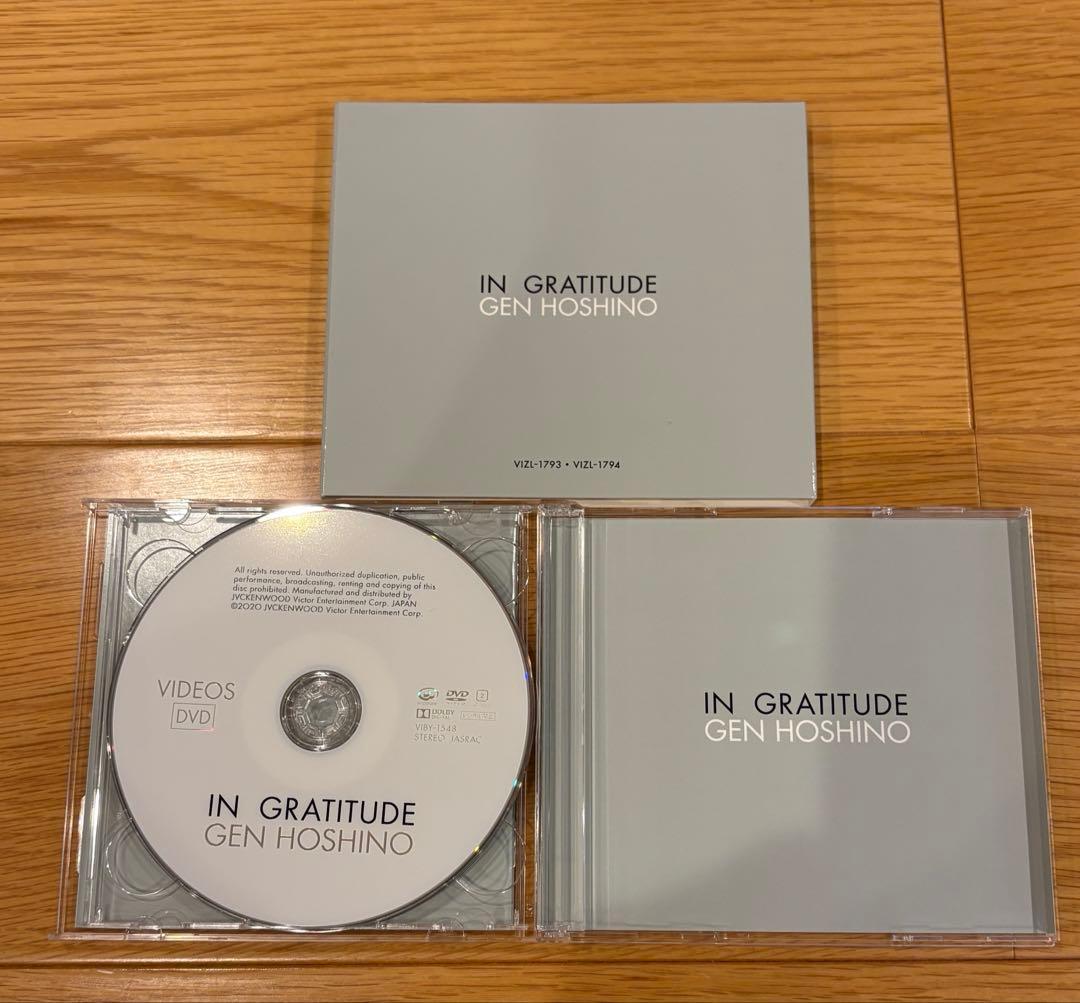 IN GRATITUDE
GEN HOSHINO
VIZL-1793 • VIZL-1794
All rights reserved. Unauthorized duplication, public
performance, broadcasting, renting and copying of this
disc prohibited. Manufactured and distributed by
JVCKENWOOD Victor Entertainment Corp. JAPAN
©2020 JVCKENWOOD Victor Entertainment Corp.
VIDEOS
DVD
DVD
2
DOLBY
VIBY-1548
STEREO JASRAC
IN GRATITUDE
GEN HOSHINO
IN GRATITUDE
GEN HOSHINO